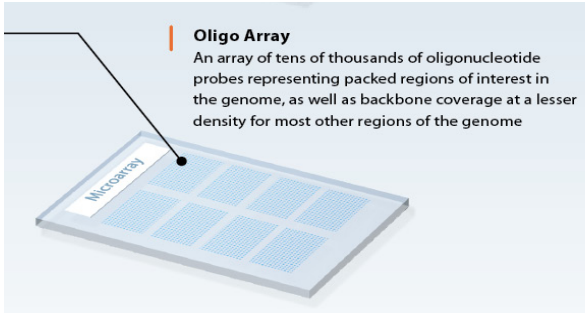 Oligo Array
An array of tens of thousands of oligonucleotide
probes representing packed regions of interest in
the genome, as well as backbone coverage at a lesser
density for most other regions of the genome
Microarray